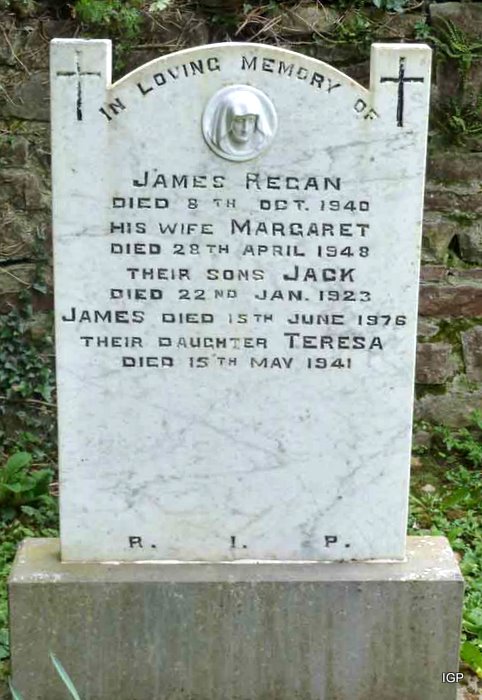 IN LOVING MEMORY OF
JAMES REGAN
DIED 8TH OCT. 1940
HIS WIFE MARGARET
DIED 28TH APRIL 1948
THEIR SONS JACK
DIED 22ND JAN. 1923
JAMES DIED 15TH JUNE 1976
THEIR DAUGHTER TERESA
DIED 15TH MAY 1941
R. I. P.
IGP